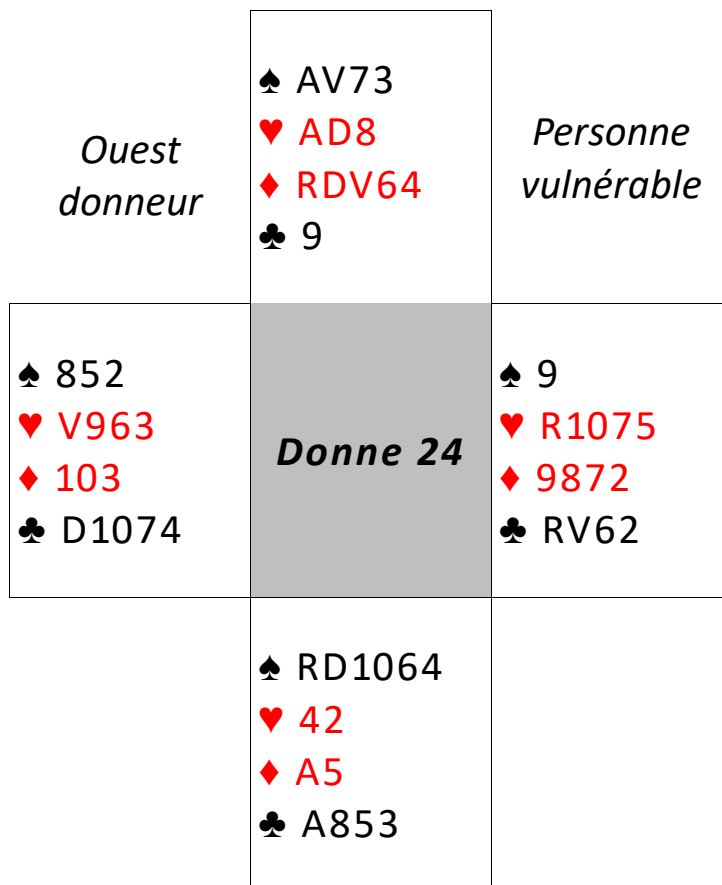 ♠ AV73
♥ AD8
♦ RDV64
♣ 9
Ouest
donneur
Personne
vulnérable
♠ 852
♥ V963
♦ 103
♣ D1074
Donne 24
♠ 9
♥ R1075
♦ 9872
♣ RV62
♠ RD1064
♥ 42
♦ A5
♣ A853